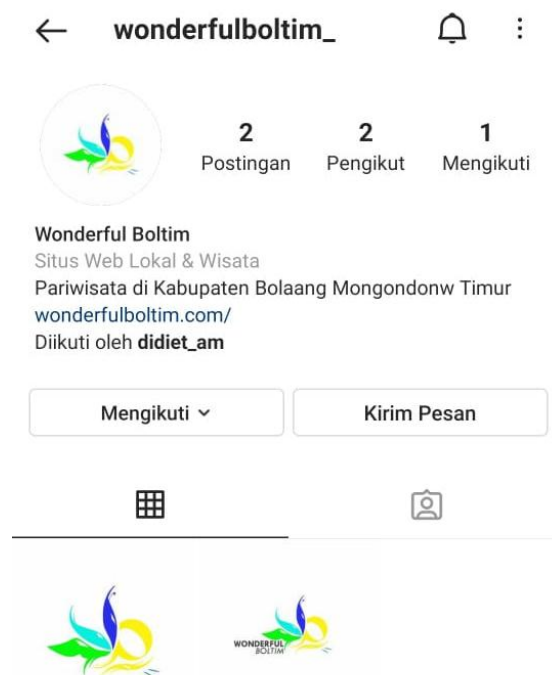 wonderfulboltim_
2 2 1
Postingan Pengikut Mengikuti
Wonderful Boltim
Situs Web Lokal & Wisata
Pariwisata di Kabupaten Bolaang Mongondonw Timur
wonderfulboltim.com/
Diikuti oleh didiet_am
Mengikuti Kirim Pesan
WONDERFUL
BOLTIM